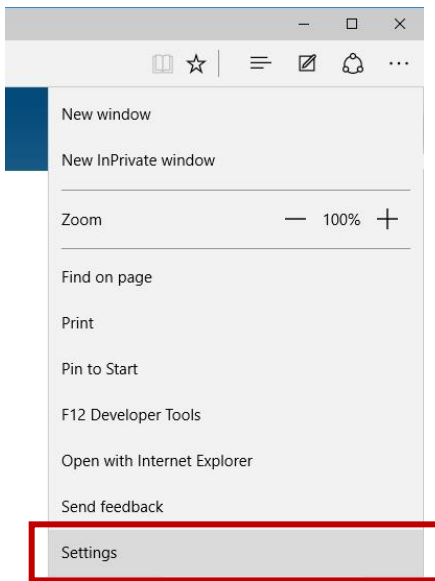 New window
New InPrivate window
Zoom 100%
Find on page
Print
Pin to Start
F12 Developer Tools
Open with Internet Explorer
Send feedback
Settings